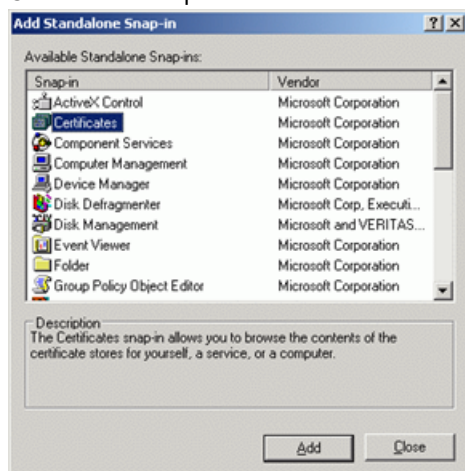 Add Standalone Snap-in
Available Standalone Snap-ins:
Snap-in Vendor
ActiveX Control Microsoft Corporation
Certificates Microsoft Corporation
Component Services Microsoft Corporation
Computer Management Microsoft Corporation
Device Manager Microsoft Corporation
Disk Defragmenter Microsoft Corp, Executi...
Disk Management Microsoft and VERITAS...
Event Viewer Microsoft Corporation
Folder Microsoft Corporation
Group Policy Object Editor Microsoft Corporation
Description
The Certificates snap-in allows you to browse the contents of the
certificate stores for yourself, a service, or a computer.
Add Close